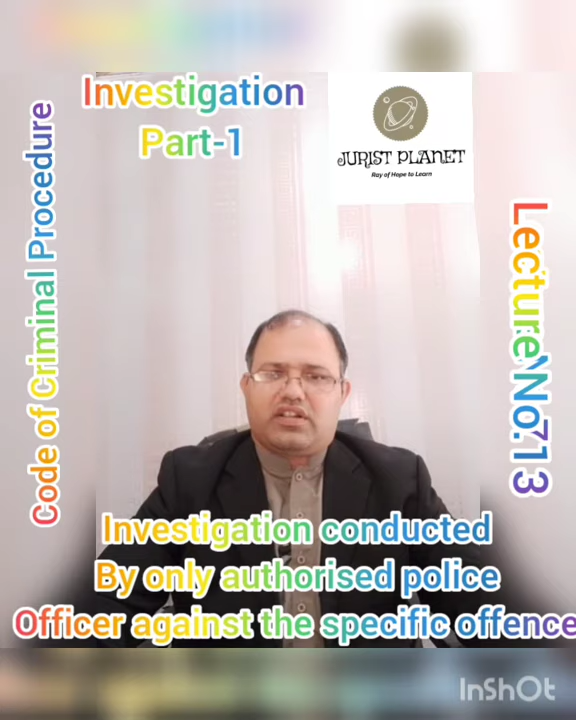 Investigation
Part-1
JURIST PLANET
Ray of Hope to Learn
Code of Criminal Procedure
Lecture No.13
Investigation conducted
By only authorised police
Officer against the specific offence
InShOt